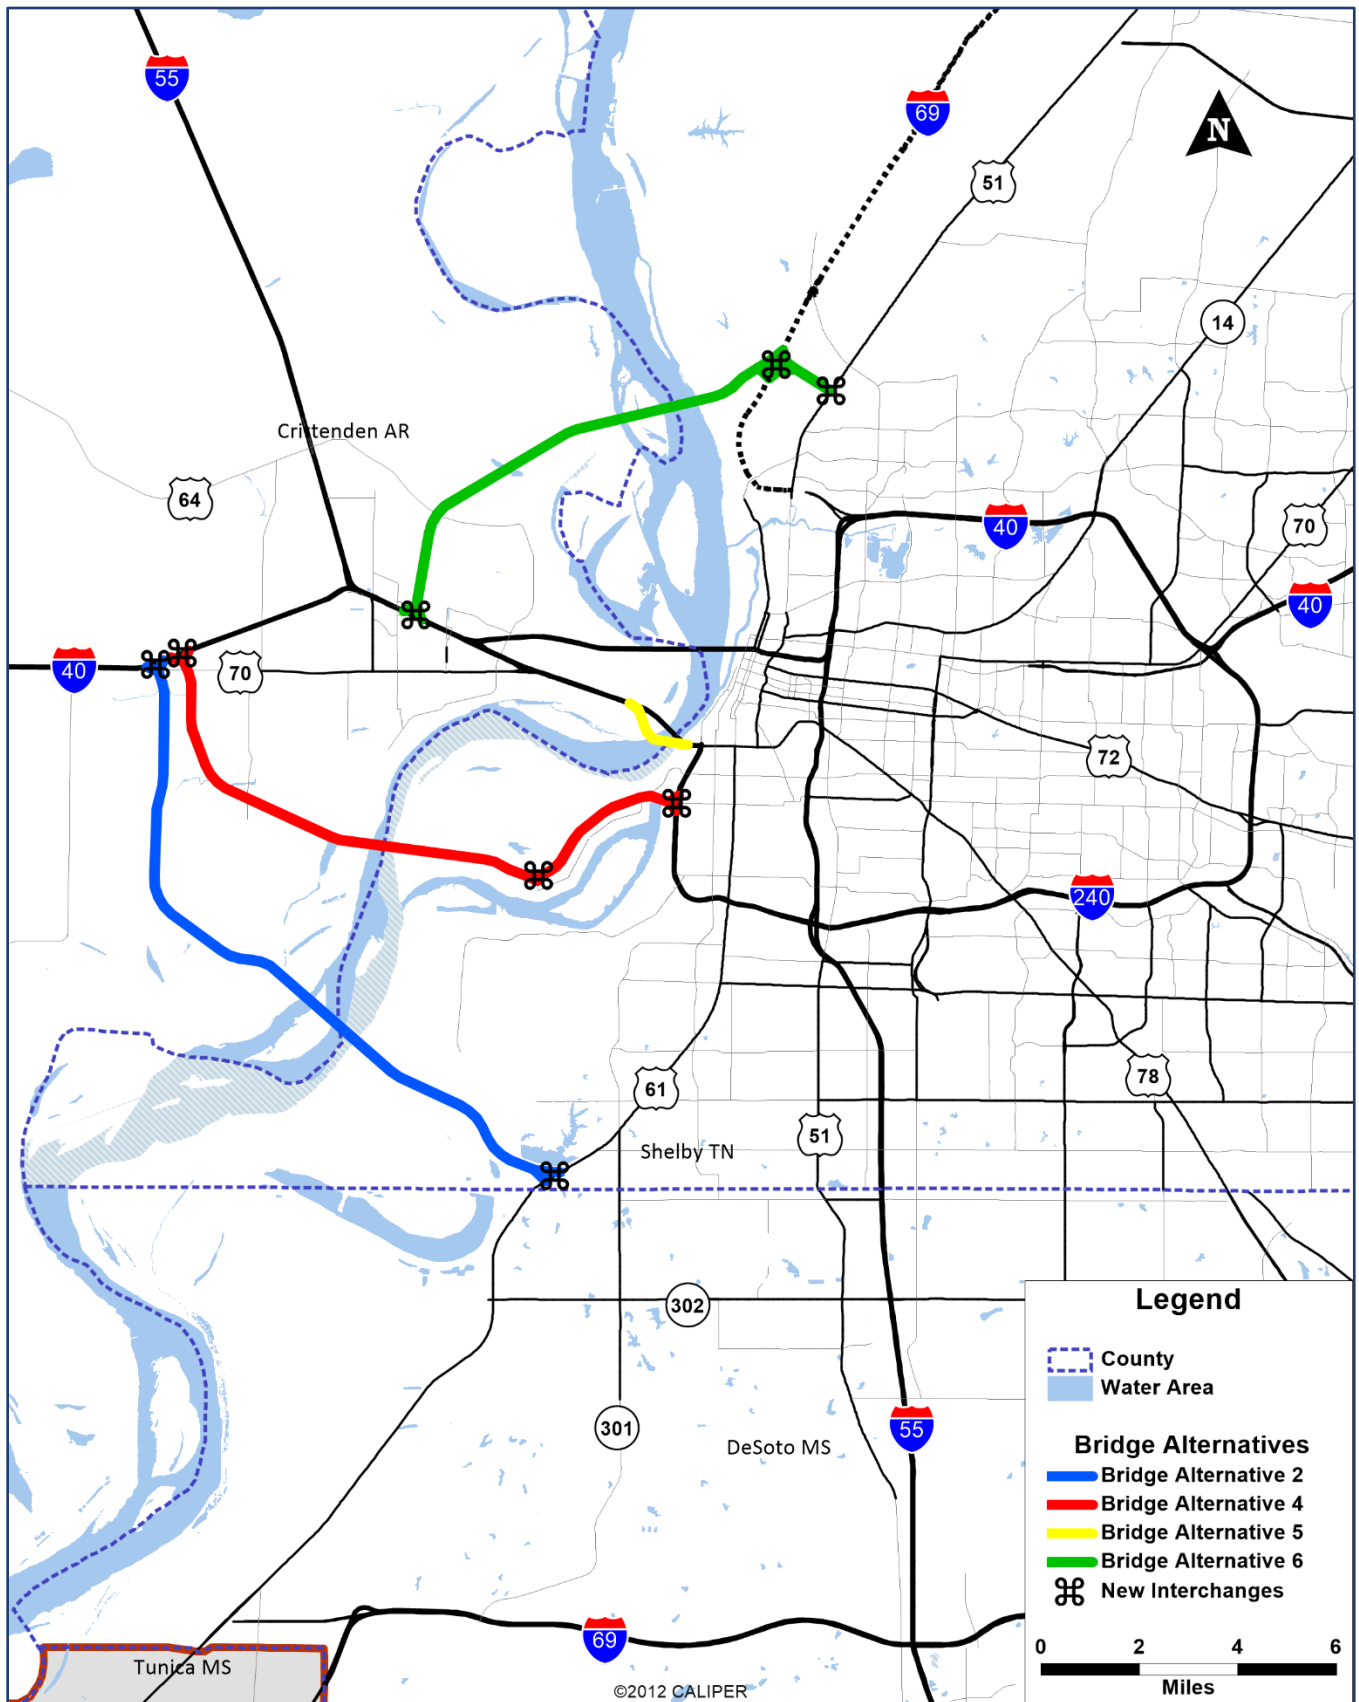 55
69
N
51
14
Crittenden AR
64
40
70
40
40
70
72
240
61
78
51
Shelby TN
302
301
55
DeSoto MS
69
Tunica MS
©2012 CALIPER
Legend
County
Water Area
Bridge Alternatives
Bridge Alternative 2
Bridge Alternative 4
Bridge Alternative 5
Bridge Alternative 6
New Interchanges
0 2 4 6
Miles